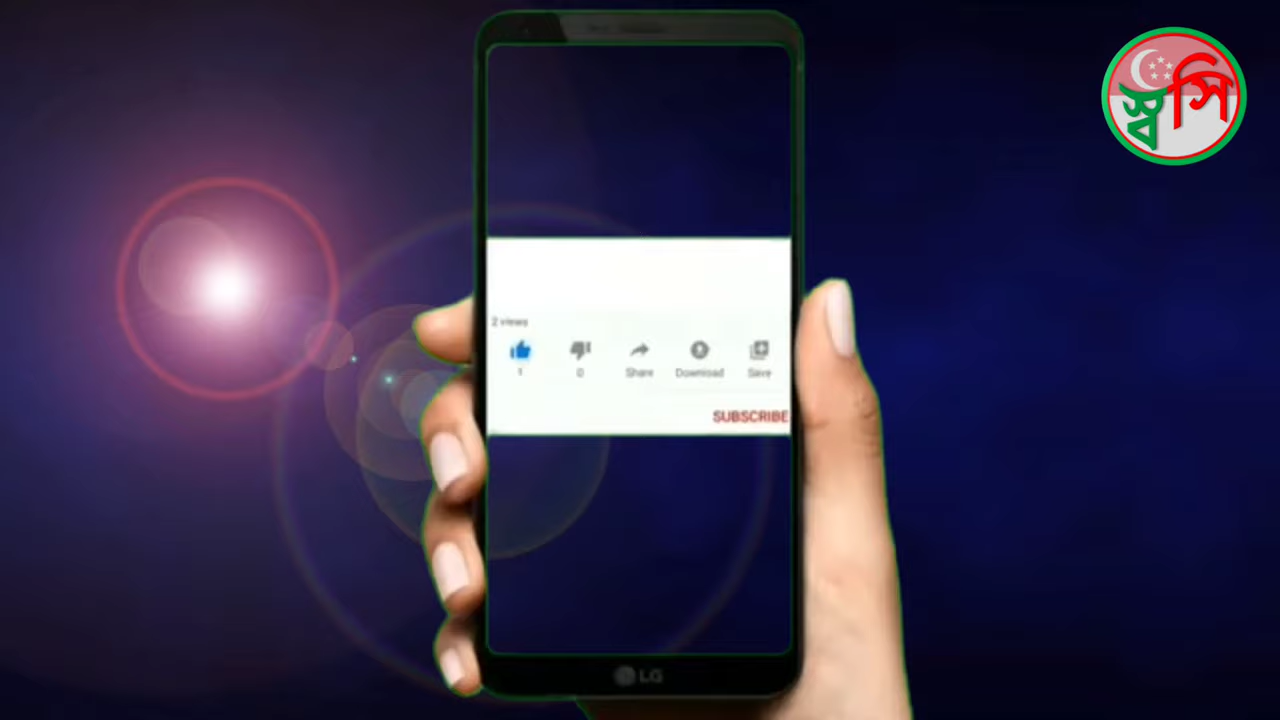 স্বসি
2 views
1
0
Share
Download
Save
SUBSCRIBE
LG